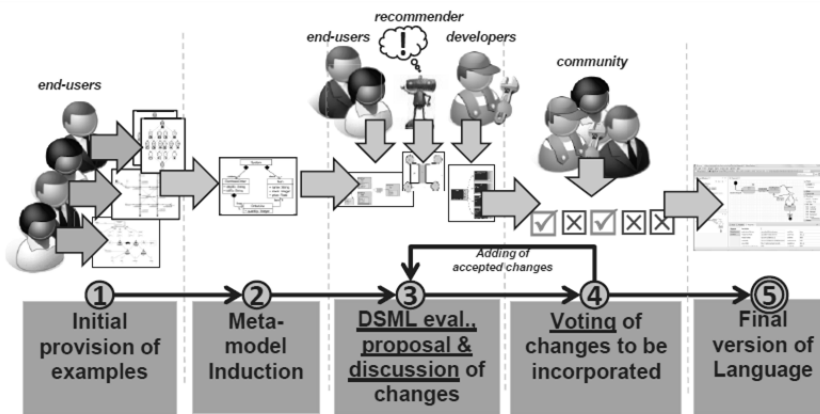 recommender
end-users
!
developers
community
end-users
Adding of
accepted changes
1
2
3
4
5
Initial
provision of
examples
Meta-
model
Induction
DSML eval.,
proposal &
discussion of
changes
Voting of
changes to be
incorporated
Final
version of
Language